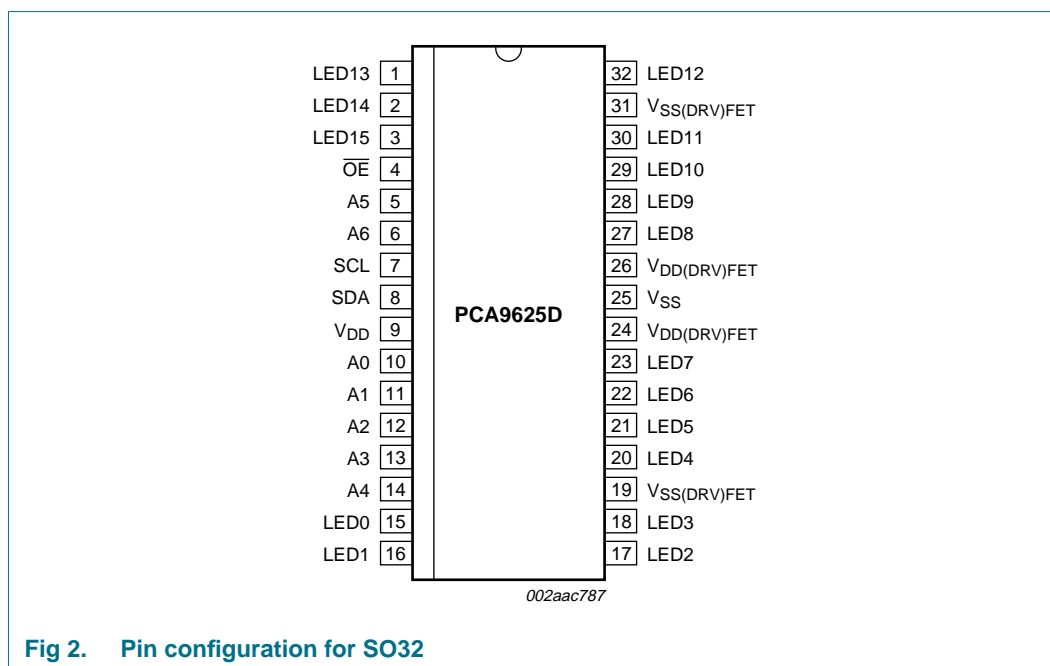 LED13 1 32 LED12
LED14 2 31 VSS(DRV)FET
LED15 3 30 LED11
O̅E̅ 4 29 LED10
A5 5 28 LED9
A6 6 27 LED8
SCL 7 26 VDD(DRV)FET
SDA 8 25 VSS
PCA9625D
VDD 9 24 VDD(DRV)FET
A0 10 23 LED7
A1 11 22 LED6
A2 12 21 LED5
A3 13 20 LED4
A4 14 19 VSS(DRV)FET
LED0 15 18 LED3
LED1 16 17 LED2
002aac787
Fig 2. Pin configuration for SO32